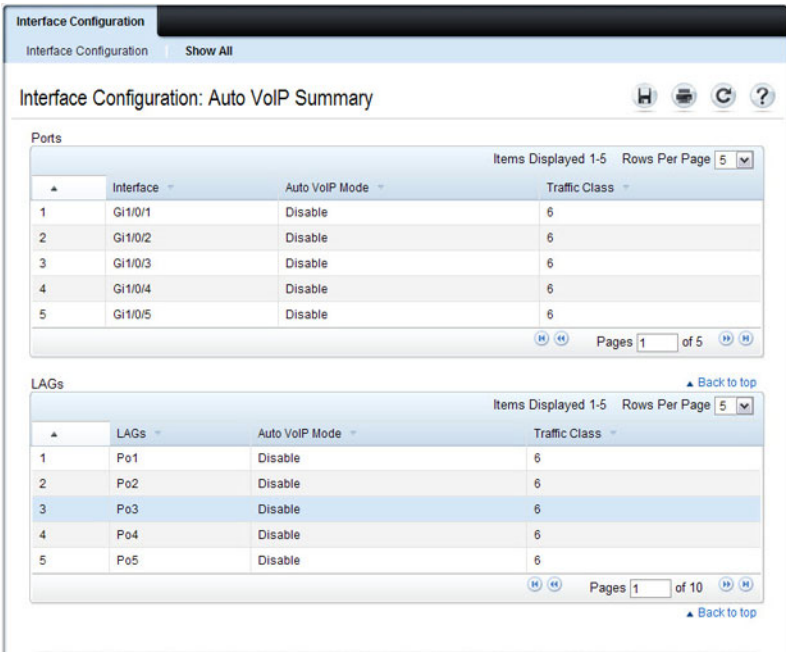 Interface Configuration
Interface Configuration Show All
Interface Configuration: Auto VoIP Summary
?
Ports
Items Displayed 1-5 Rows Per Page 5
Interface Auto VoIP Mode Traffic Class
1 Gi1/0/1 Disable 6
2 Gi1/0/2 Disable 6
3 Gi1/0/3 Disable 6
4 Gi1/0/4 Disable 6
5 Gi1/0/5 Disable 6
Pages 1 of 5
LAGs Back to top
Items Displayed 1-5 Rows Per Page 5
LAGs Auto VoIP Mode Traffic Class
1 Po1 Disable 6
2 Po2 Disable 6
3 Po3 Disable 6
4 Po4 Disable 6
5 Po5 Disable 6
Pages 1 of 10
Back to top